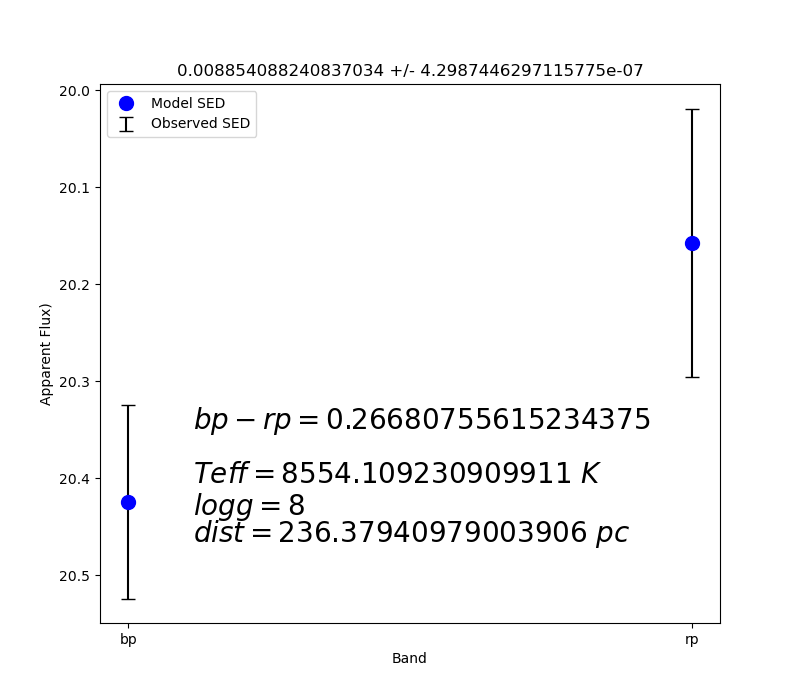 0.008854088240837034 +/- 4.2987446297115775e-07
Model SED
Observed SED
20.0
20.1
20.2
20.3
20.4
20.5
Apparent Flux)
bp − rp = 0.26680755615234375
Teff = 8554.109230909911 K
logg = 8
dist = 236.37940979003906 pc
bp
rp
Band